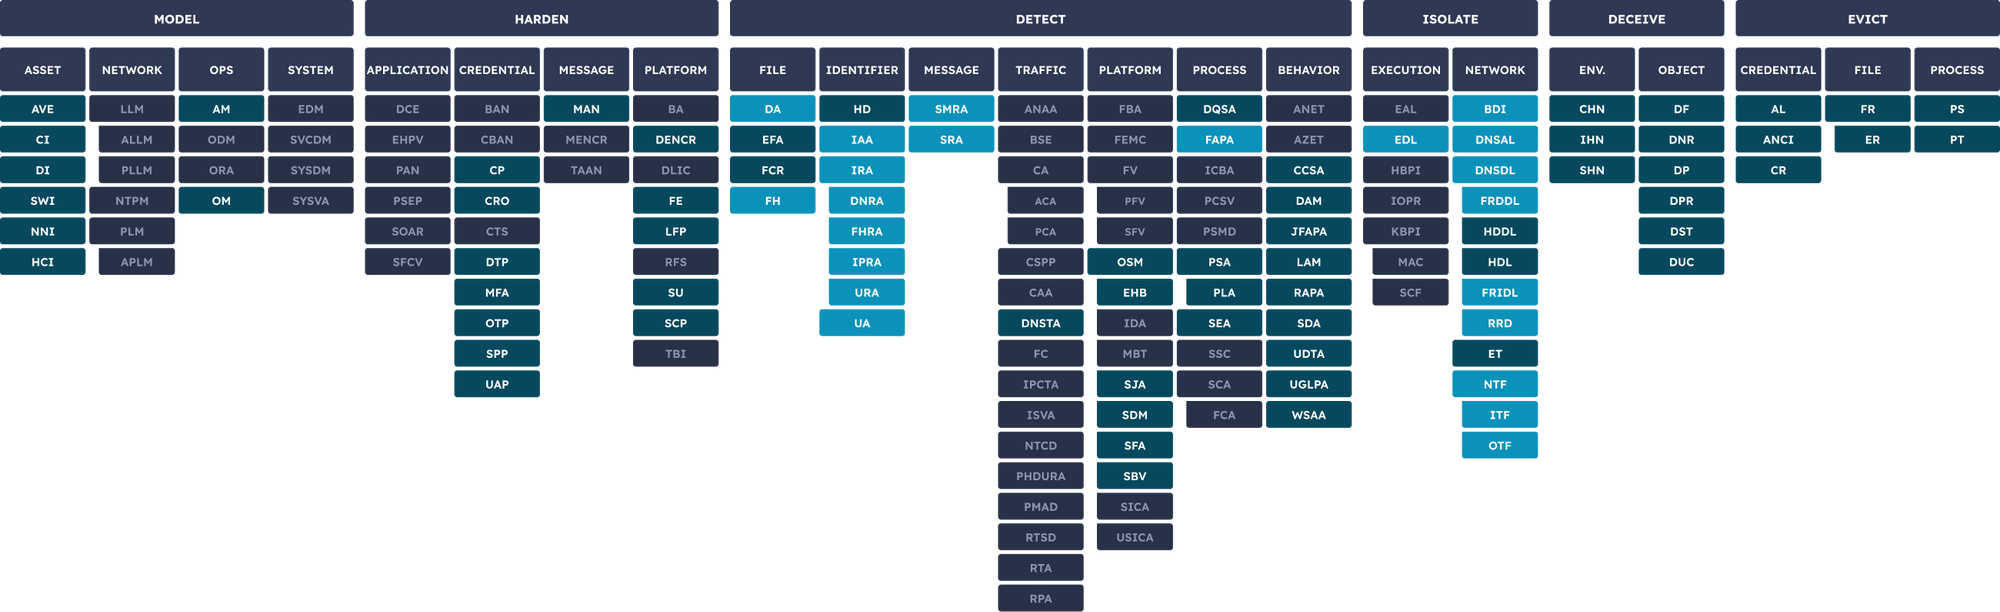 MODEL
HARDEN
DETECT
ISOLATE
DECEIVE
EVICT
ASSET
NETWORK
OPS
SYSTEM
APPLICATION
CREDENTIAL
MESSAGE
PLATFORM
FILE
IDENTIFIER
MESSAGE
TRAFFIC
PLATFORM
PROCESS
BEHAVIOR
EXECUTION
NETWORK
ENV.
OBJECT
CREDENTIAL
FILE
PROCESS
AVE
CI
DI
SWI
NNI
HCI
LLM
ALLM
PLLM
NTPM
PLM
APLM
AM
ODM
ORA
OM
EDM
SVCDM
SYSDM
SYSVA
DCE
EHPV
PAN
PSEP
SOAR
SFCV
BAN
CBAN
CP
CRO
CTS
DTP
MFA
OTP
SPP
UAP
MAN
MENCR
TAAN
BA
DENCR
DLIC
FE
LFP
RFS
SU
SCP
TBI
DA
EFA
FCR
FH
HD
IAA
IRA
DNRA
FHRA
IPRA
URA
UA
SMRA
SRA
ANAA
BSE
CA
ACA
PCA
CSPP
CAA
DNSTA
FC
IPCTA
ISVA
NTCD
PHDURA
PMAD
RTSD
RTA
RPA
FBA
FEMC
FV
PFV
SFV
OSM
EHB
IDA
MBT
SJA
SDM
SFA
SBV
SICA
USICA
DQSA
FAPA
ICBA
PCSV
PSMD
PSA
PLA
SEA
SSC
SCA
FCA
ANET
AZET
CCSA
DAM
JFAPA
LAM
RAPA
SDA
UDTA
UGLPA
WSAA
EAL
EDL
HBPI
IOPR
KBPI
MAC
SCF
BDI
DNSAL
DNSDL
FRDDL
HDDL
HDL
FRIDL
RRD
ET
NTF
ITF
OTF
CHN
IHN
SHN
DF
DNR
DP
DPR
DST
DUC
AL
ANCI
CR
FR
ER
PS
PT